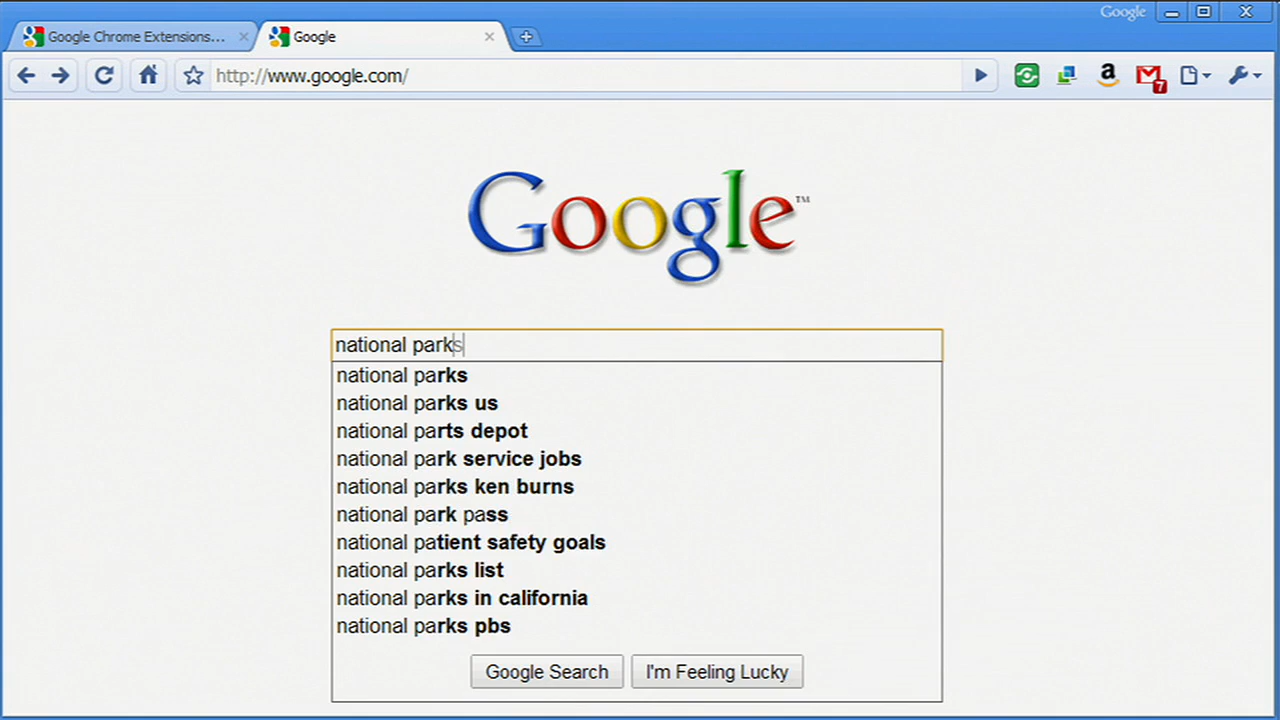 Google
Google Chrome Extensions...
Google
http://www.google.com/
a
7
Google™
national parks
national parks
national parks us
national parts depot
national park service jobs
national parks ken burns
national park pass
national patient safety goals
national parks list
national parks in california
national parks pbs
Google Search
I'm Feeling Lucky